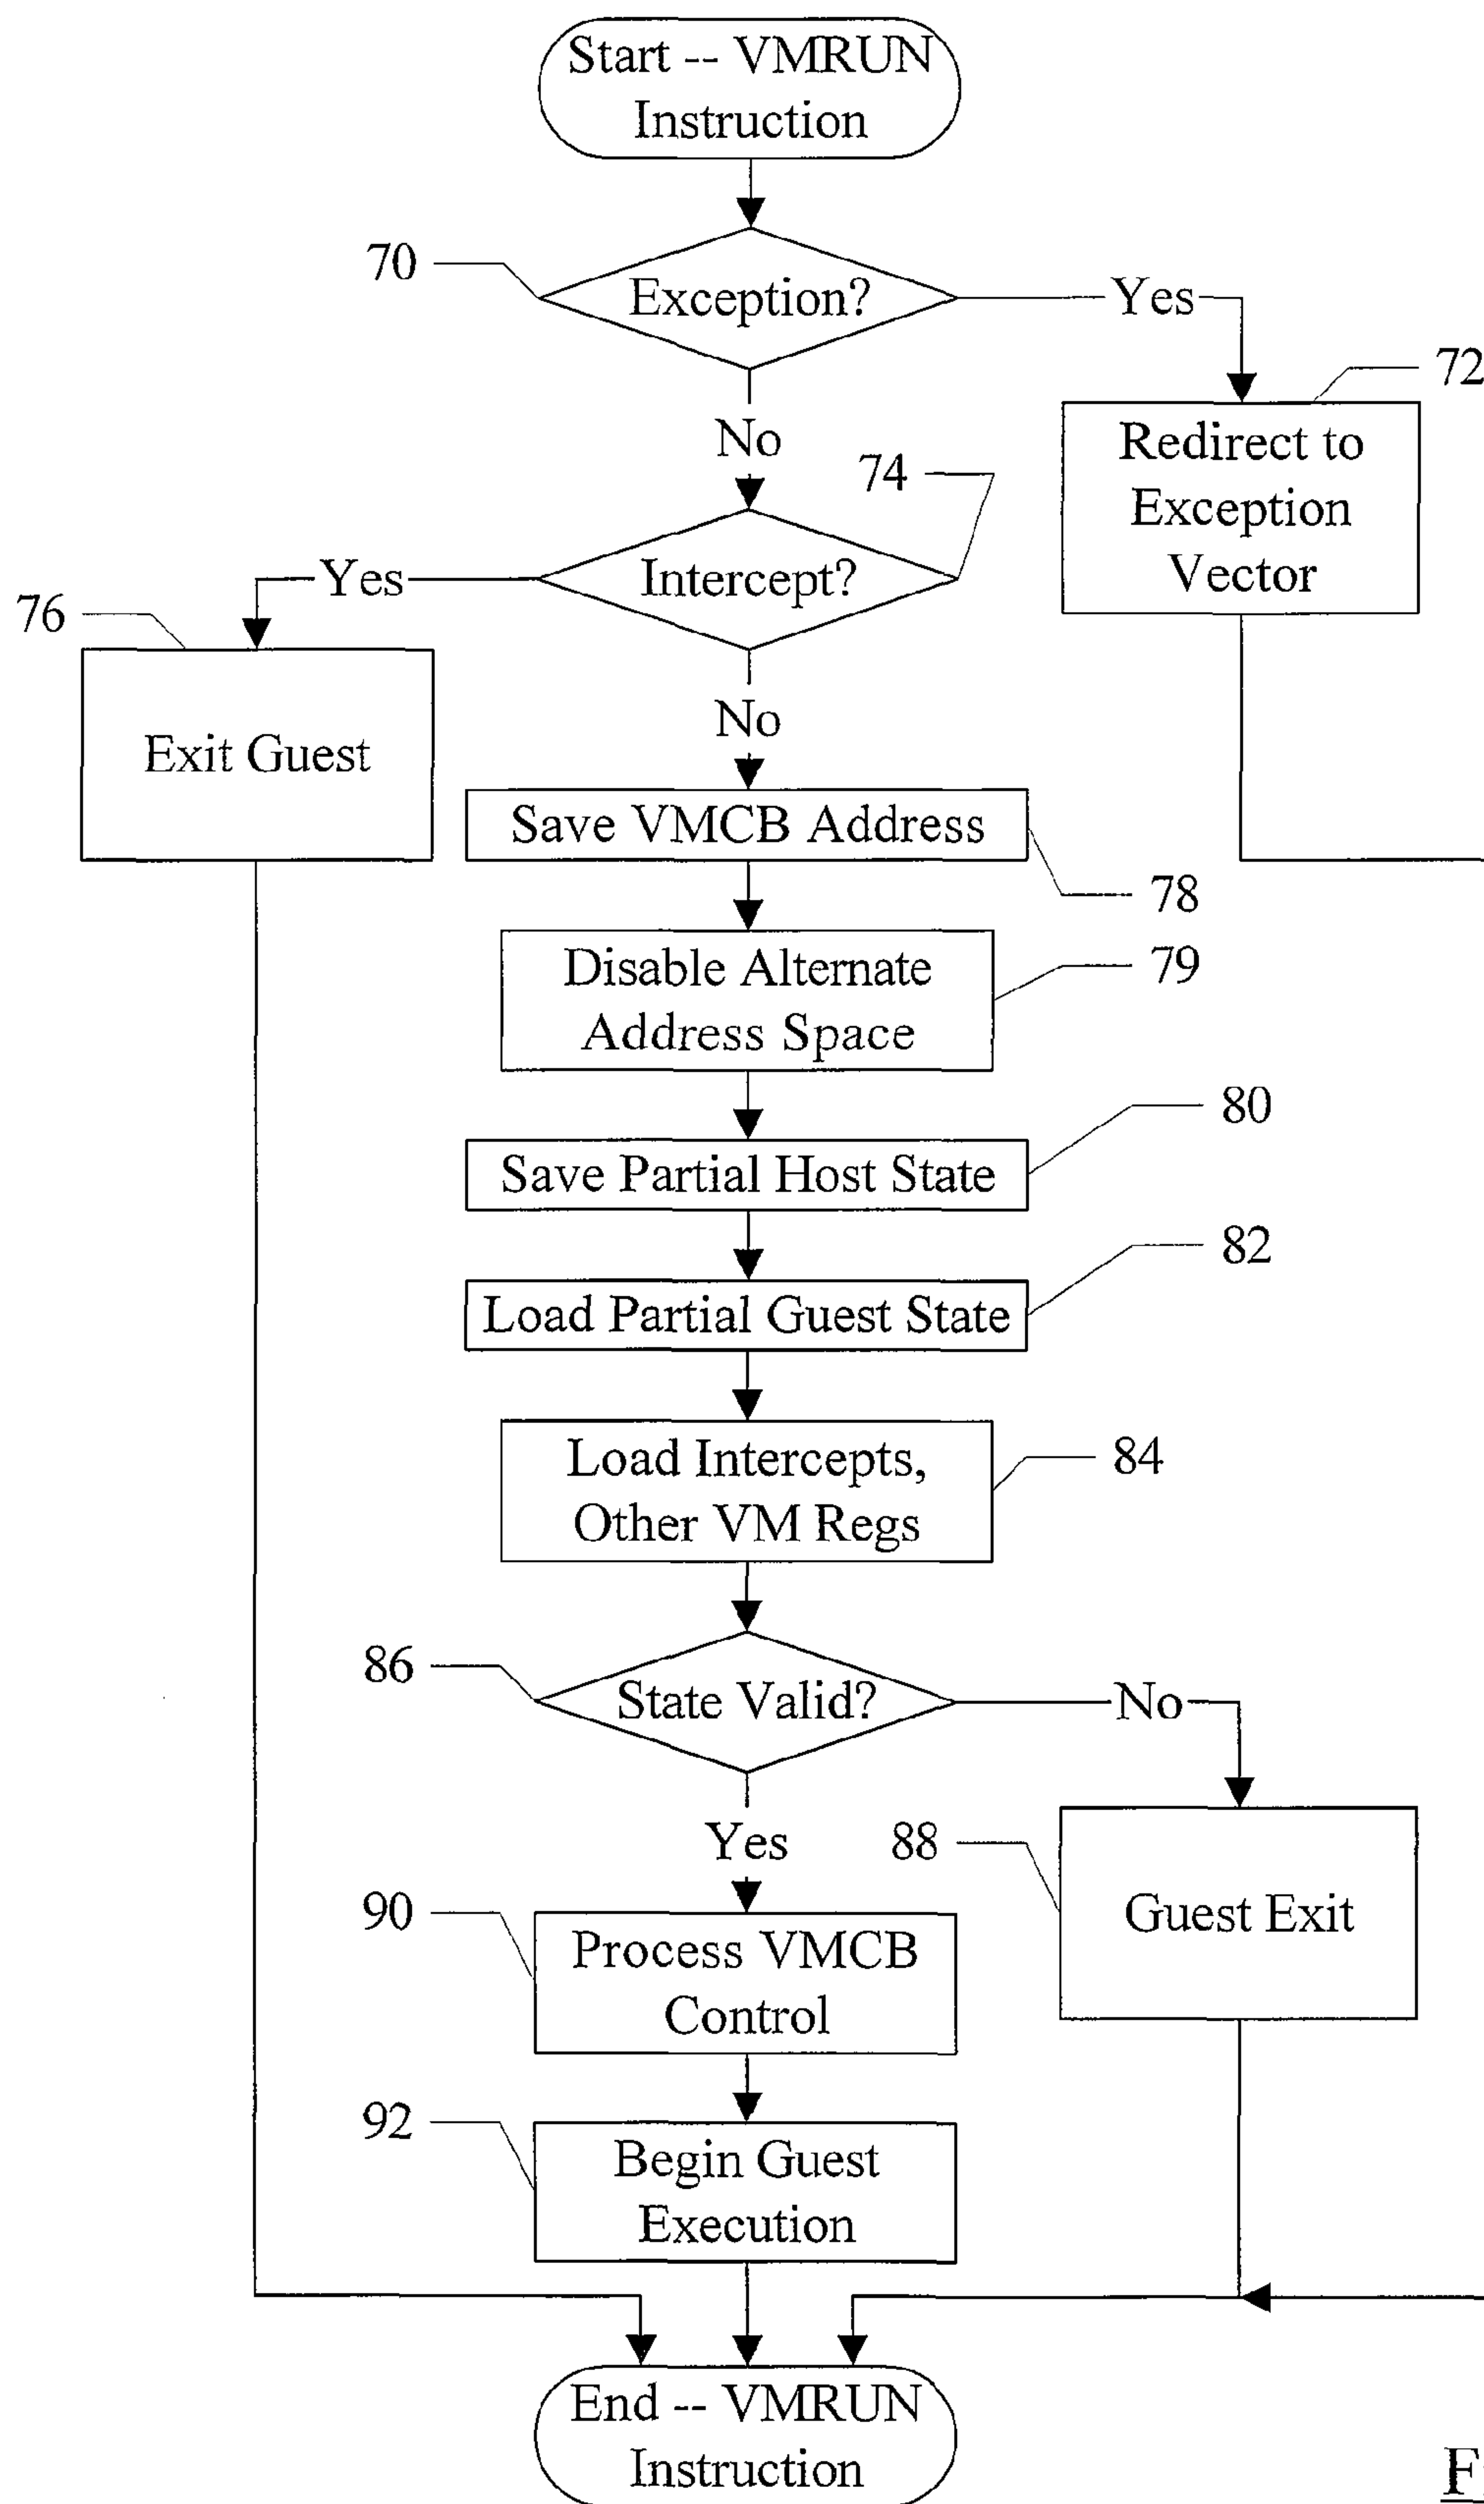 Start -- VMRUN
Instruction
70
Exception?
Yes
72
No
Redirect to
Exception
Vector
74
Intercept?
Yes
76
Exit Guest
No
Save VMCB Address
78
Disable Alternate
Address Space
79
80
Save Partial Host State
82
Load Partial Guest State
Load Intercepts,
Other VM Regs
84
86
State Valid?
No
Yes
88
Guest Exit
90
Process VMCB
Control
92
Begin Guest
Execution
End -- VMRUN
Instruction